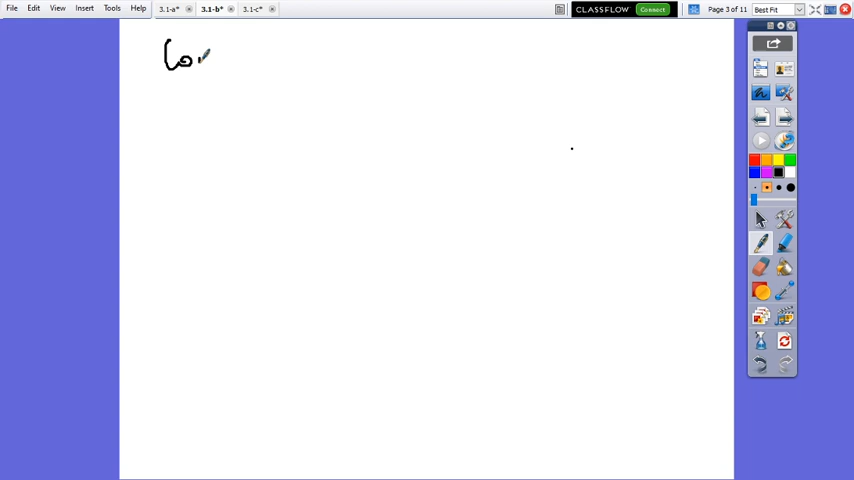 File Edit View Insert Tools Help 3.1-a* 3.1-b* 3.1-c* CLASSFLOW Connect Page 3 of 11 Best Fit
Co